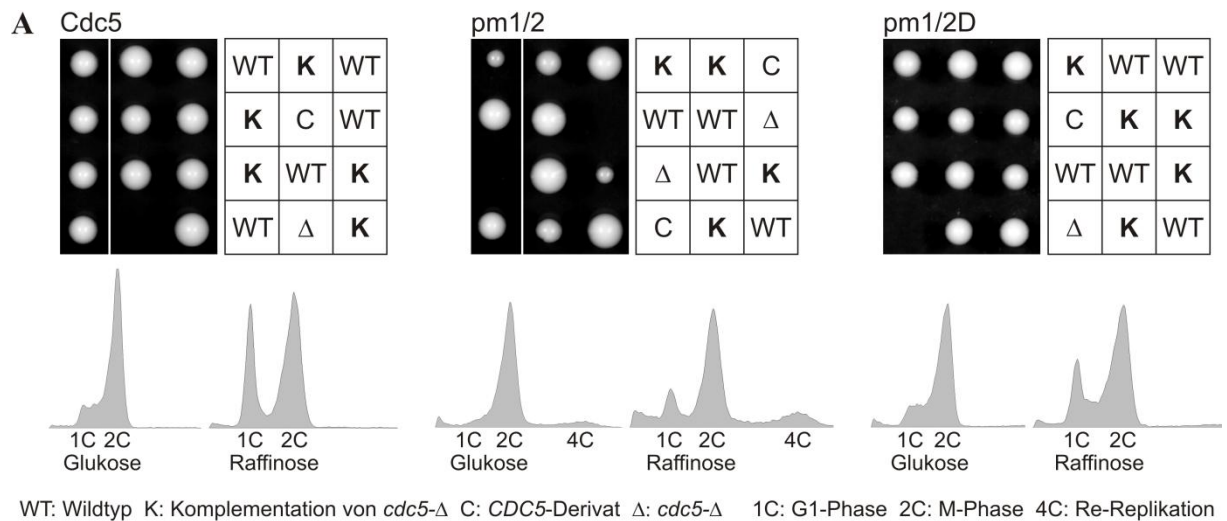 A
Cdc5 pm1/2 pm1/2D
WT K WT K K C K WT WT
K C WT WT WT Δ C K K
K WT K Δ WT K WT WT K
WT Δ K C K WT Δ K WT
1C 2C 1C 2C 1C 2C 4C 1C 2C 4C 1C 2C 1C 2C
Glukose Raffinose Glukose Raffinose Glukose Raffinose
WT: Wildtyp K: Komplementation von cdc5-Δ C: CDC5-Derivat Δ: cdc5-Δ 1C: G1-Phase 2C: M-Phase 4C: Re-Replikation